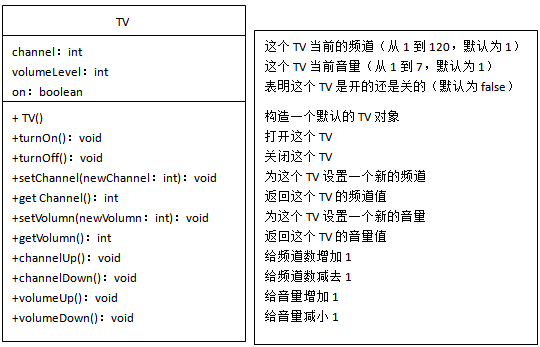 TV
channel：int
volumeLevel：int
on：boolean
+ TV()
+turnOn()：void
+turnOff()：void
+setChannel(newChannel：int)：void
+get Channel()：int
+setVolumn(newVolumn：int)：void
+getVolumn()：int
+channelUp()：void
+channelDown()：void
+volumeUp()：void
+volumeDown()：void
这个 TV 当前的频道（从 1 到 120，默认为 1）
这个 TV 当前音量（从 1 到 7，默认为 1）
表明这个 TV 是开的还是关的（默认为 false）
构造一个默认的 TV 对象
打开这个 TV
关闭这个 TV
为这个 TV 设置一个新的频道
返回这个 TV 的频道值
为这个 TV 设置一个新的音量
返回这个 TV 的音量值
给频道数增加 1
给频道数减去 1
给音量增加 1
给音量减小 1